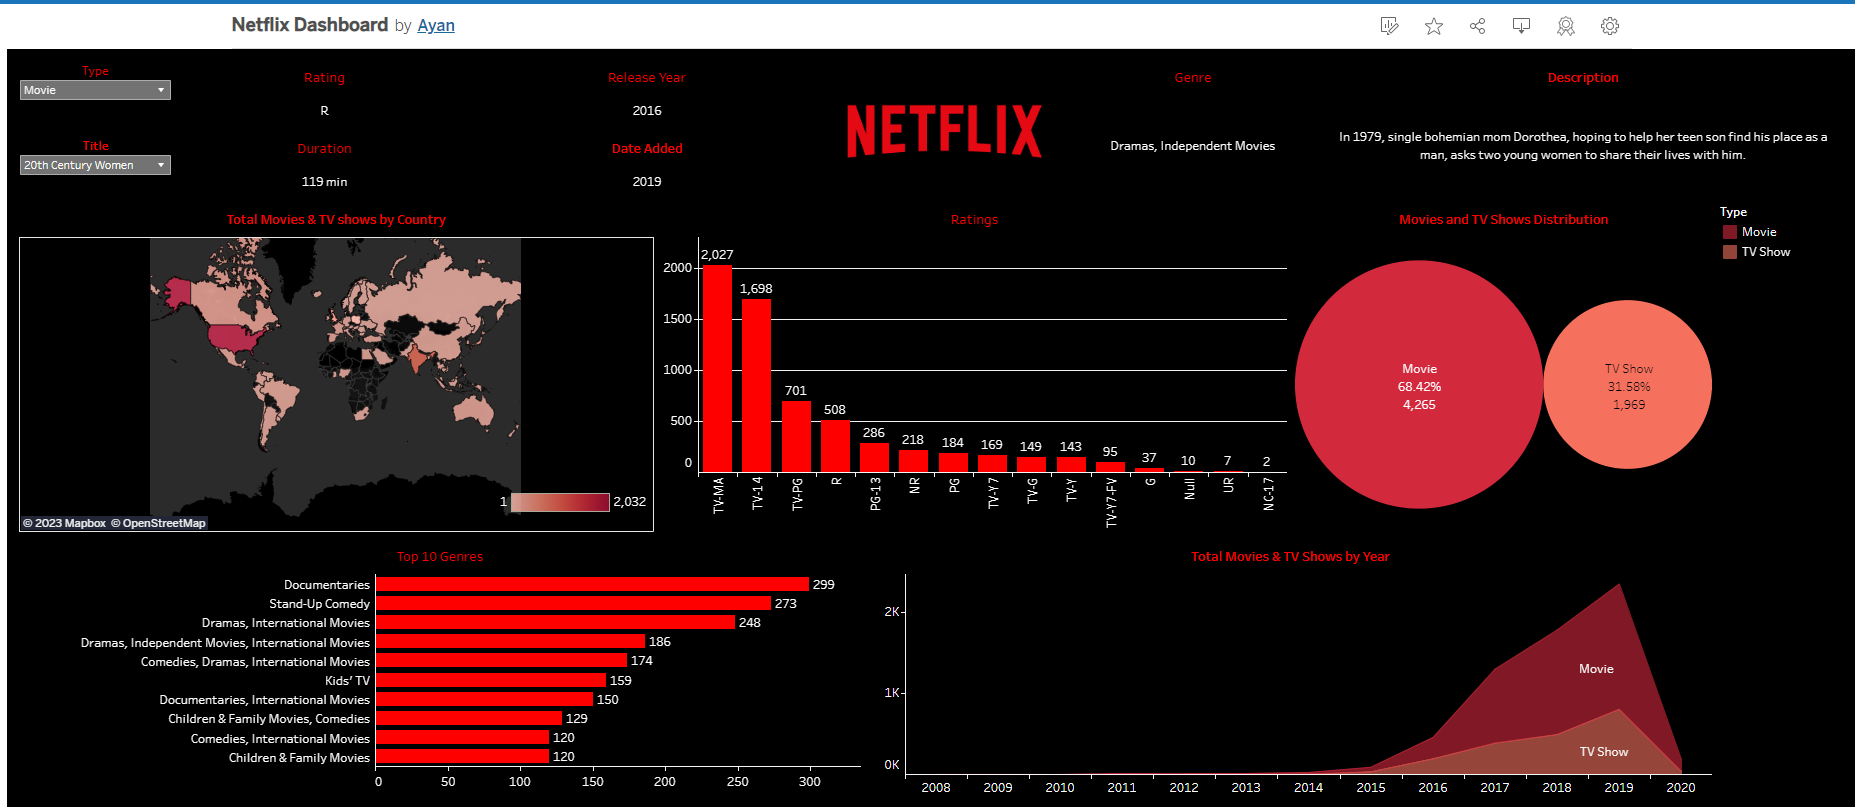 Netflix Dashboard by Ayan
Type
Movie
Title
20th Century Women
Rating
R
Duration
119 min
Release Year
2016
Date Added
2019
NETFLIX
Genre
Dramas, Independent Movies
Description
In 1979, single bohemian mom Dorothea, hoping to help her teen son find his place as a
man, asks two young women to share their lives with him.
Total Movies & TV shows by Country
1
2,032
© 2023 Mapbox © OpenStreetMap
Ratings
2000
1500
1000
500
0
2,027
1,698
701
508
286
218
184
169
149
143
95
37
10
7
2
TV-MA
TV-14
TV-PG
R
PG-13
NR
PG
TV-Y7
TV-G
TV-Y
TV-Y7-FV
G
Null
UR
NC-17
Movies and TV Shows Distribution
Type
Movie
TV Show
Movie
68.42%
4,265
TV Show
31.58%
1,969
Top 10 Genres
Documentaries 299
Stand-Up Comedy 273
Dramas, International Movies 248
Dramas, Independent Movies, International Movies 186
Comedies, Dramas, International Movies 174
Kids' TV 159
Documentaries, International Movies 150
Children & Family Movies, Comedies 129
Comedies, International Movies 120
Children & Family Movies 120
0 50 100 150 200 250 300
Total Movies & TV Shows by Year
2K
1K
0K
Movie
TV Show
2008 2009 2010 2011 2012 2013 2014 2015 2016 2017 2018 2019 2020